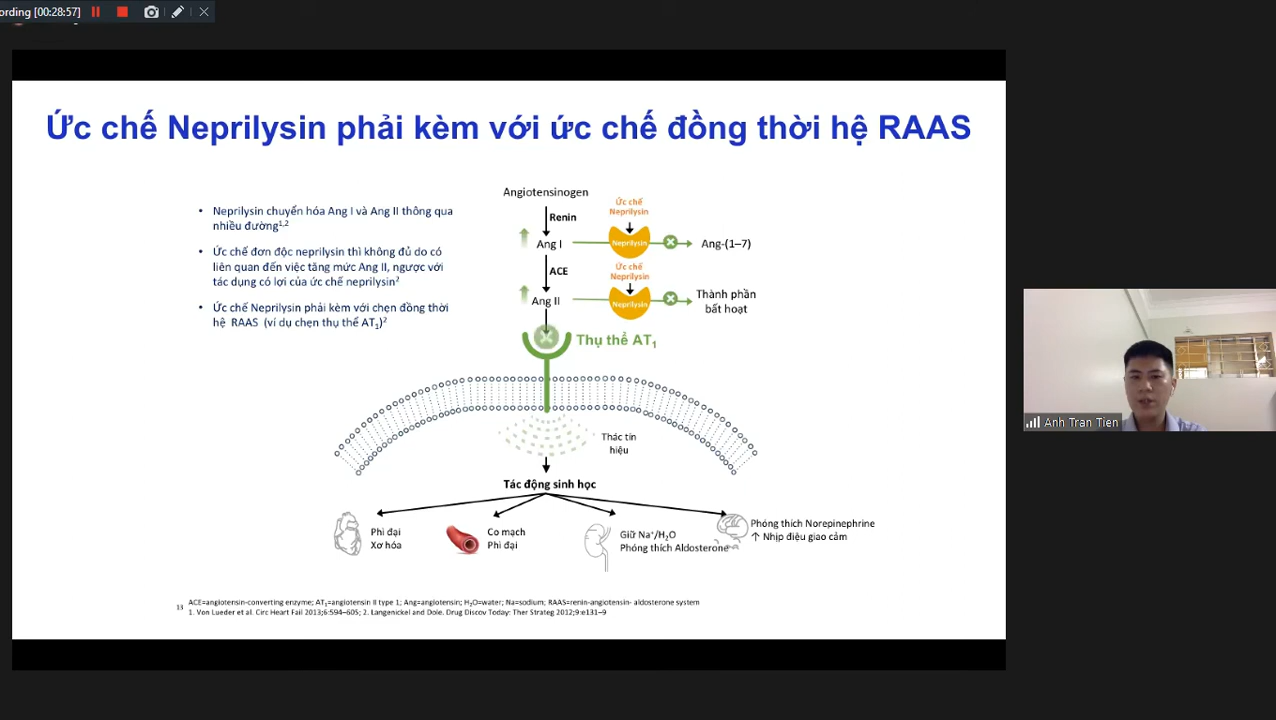 ording [00:28:57]
Ức chế Neprilysin phải kèm với ức chế đồng thời hệ RAAS
• Neprilysin chuyển hóa Ang I và Ang II thông qua
nhiều đường1,2
• Ức chế đơn độc neprilysin thì không đủ do có
liên quan đến việc tăng mức Ang II, ngược với
tác dụng có lợi của ức chế neprilysin2
• Ức chế Neprilysin phải kèm với chẹn đồng thời
hệ RAAS (ví dụ chẹn thụ thể AT1)2
Angiotensinogen
Renin
Ức chế
Neprilysin
Ang I
Neprilysin
Ang-(1–7)
ACE
Ức chế
Neprilysin
Ang II
Neprilysin
Thành phần
bất hoạt
Thụ thể AT1
Thác tín
hiệu
Tác động sinh học
Phì đại
Xơ hóa
Co mạch
Phì đại
Giữ Na+/H2O
Phóng thích Aldosterone
Phóng thích Norepinephrine
↑ Nhịp điệu giao cảm
13
ACE=angiotensin-converting enzyme; AT1=angiotensin II type 1; Ang=angiotensin; H2O=water; Na=sodium; RAAS=renin-angiotensin- aldosterone system
1. Von Lueder et al. Circ Heart Fail 2013;6:594–605; 2. Langenickel and Dole. Drug Discov Today: Ther Strateg 2012;9:e131–9
Anh Tran Tien